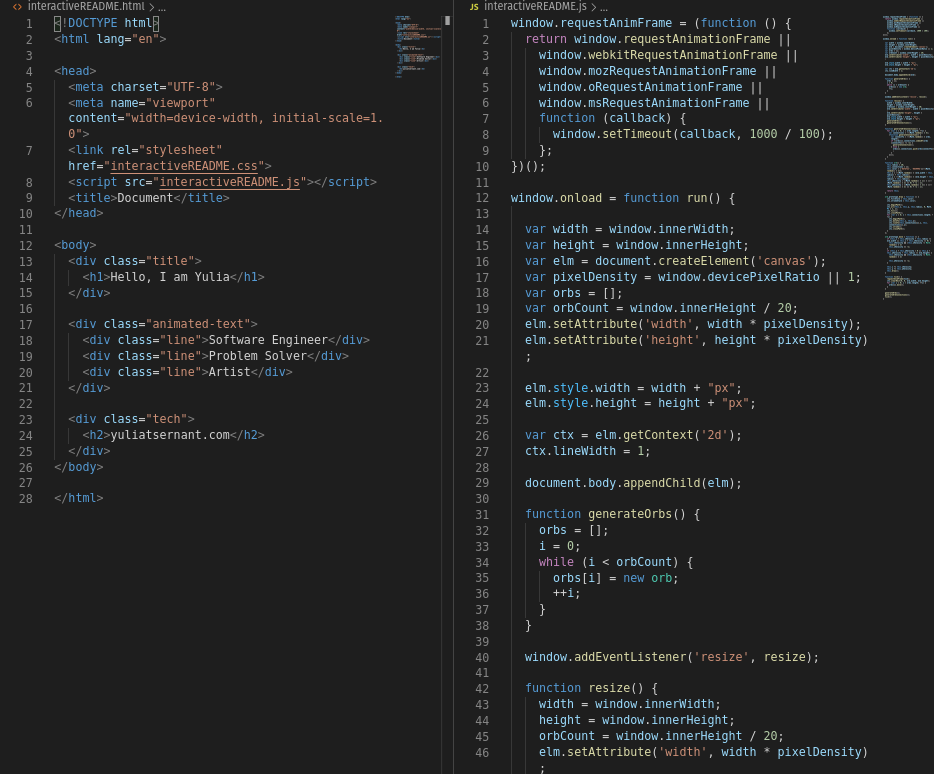 interactiveREADME.html > ...
1 <!DOCTYPE html>
2 <html lang="en">
3
4 <head>
5   <meta charset="UTF-8">
6   <meta name="viewport"
  content="width=device-width, initial-scale=1.
  0">
7   <link rel="stylesheet"
  href="interactiveREADME.css">
8   <script src="interactiveREADME.js"></script>
9   <title>Document</title>
10 </head>
11
12 <body>
13   <div class="title">
14     <h1>Hello, I am Yulia</h1>
15   </div>
16
17   <div class="animated-text">
18     <div class="line">Software Engineer</div>
19     <div class="line">Problem Solver</div>
20     <div class="line">Artist</div>
21   </div>
22
23   <div class="tech">
24     <h2>yuliatsernant.com</h2>
25   </div>
26 </body>
27
28 </html>
JS interactiveREADME.js > ...
1 window.requestAnimFrame = (function () {
2   return window.requestAnimationFrame ||
3     window.webkitRequestAnimationFrame ||
4     window.mozRequestAnimationFrame ||
5     window.oRequestAnimationFrame ||
6     window.msRequestAnimationFrame ||
7     function (callback) {
8       window.setTimeout(callback, 1000 / 100);
9     };
10 })();
11
12 window.onload = function run() {
13
14   var width = window.innerWidth;
15   var height = window.innerHeight;
16   var elm = document.createElement('canvas');
17   var pixelDensity = window.devicePixelRatio || 1;
18   var orbs = [];
19   var orbCount = window.innerHeight / 20;
20   elm.setAttribute('width', width * pixelDensity);
21   elm.setAttribute('height', height * pixelDensity)
  ;
22
23   elm.style.width = width + "px";
24   elm.style.height = height + "px";
25
26   var ctx = elm.getContext('2d');
27   ctx.lineWidth = 1;
28
29   document.body.appendChild(elm);
30
31   function generateOrbs() {
32     orbs = [];
33     i = 0;
34     while (i < orbCount) {
35       orbs[i] = new orb;
36       ++i;
37     }
38   }
39
40   window.addEventListener('resize', resize);
41
42   function resize() {
43     width = window.innerWidth;
44     height = window.innerHeight;
45     orbCount = window.innerHeight / 20;
46     elm.setAttribute('width', width * pixelDensity)
    ;